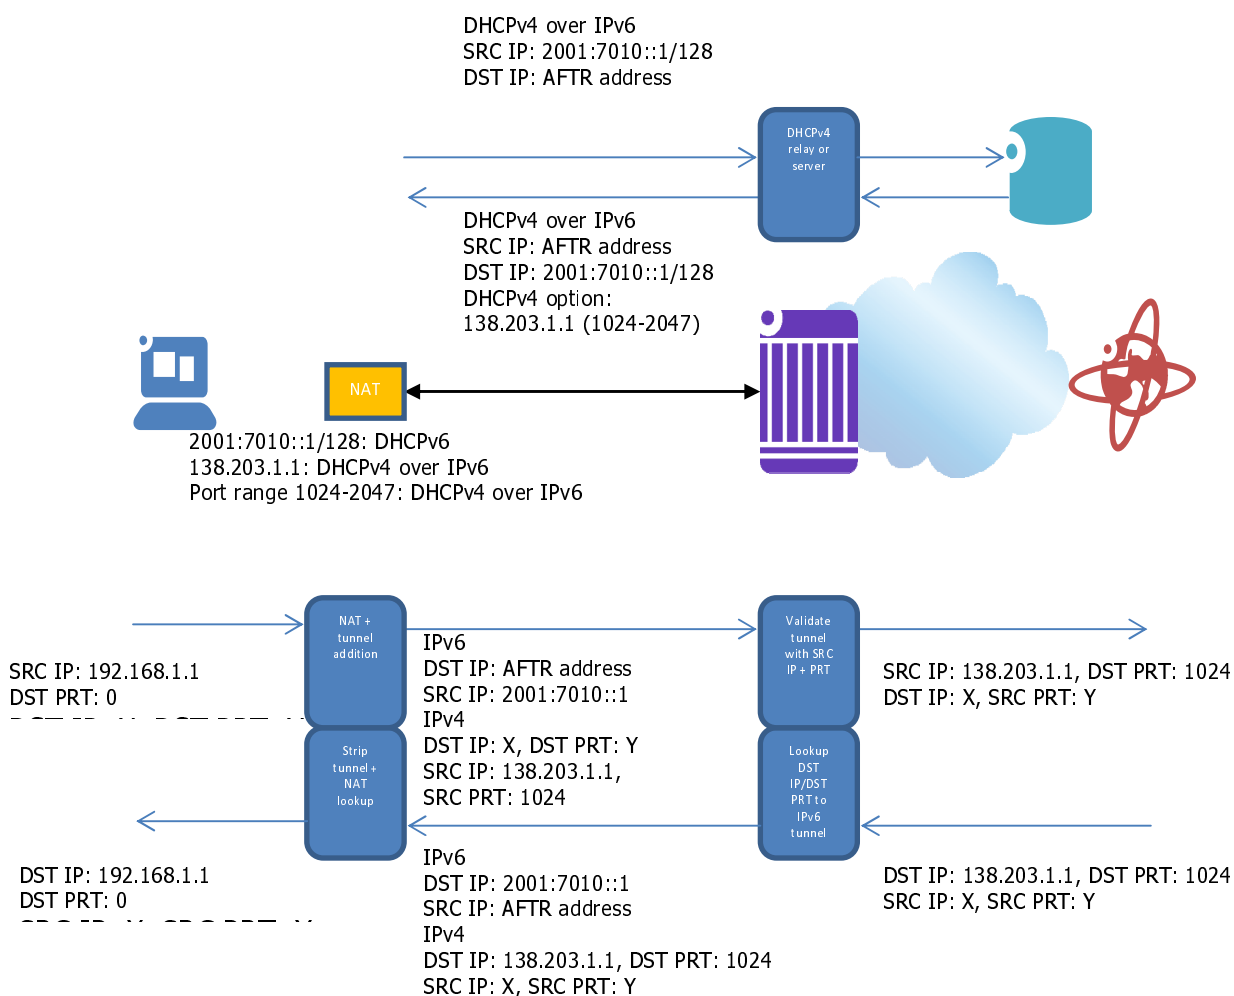 DHCPv4 over IPv6
SRC IP: 2001:7010::1/128
DST IP: AFTR address
DHCPv4
relay or
server
DHCPv4 over IPv6
SRC IP: AFTR address
DST IP: 2001:7010::1/128
DHCPv4 option:
138.203.1.1 (1024-2047)
NAT
2001:7010::1/128: DHCPv6
138.203.1.1: DHCPv4 over IPv6
Port range 1024-2047: DHCPv4 over IPv6
SRC IP: 192.168.1.1
DST PRT: 0
NAT +
tunnel
addition
IPv6
DST IP: AFTR address
SRC IP: 2001:7010::1
IPv4
DST IP: X, DST PRT: Y
SRC IP: 138.203.1.1,
SRC PRT: 1024
Validate
tunnel
with SRC
IP + PRT
SRC IP: 138.203.1.1, DST PRT: 1024
DST IP: X, SRC PRT: Y
Strip
tunnel +
NAT
lookup
Lookup
DST
IP/DST
PRT to
IPv6
tunnel
DST IP: 192.168.1.1
DST PRT: 0
IPv6
DST IP: 2001:7010::1
SRC IP: AFTR address
IPv4
DST IP: 138.203.1.1, DST PRT: 1024
SRC IP: X, SRC PRT: Y
DST IP: 138.203.1.1, DST PRT: 1024
SRC IP: X, SRC PRT: Y